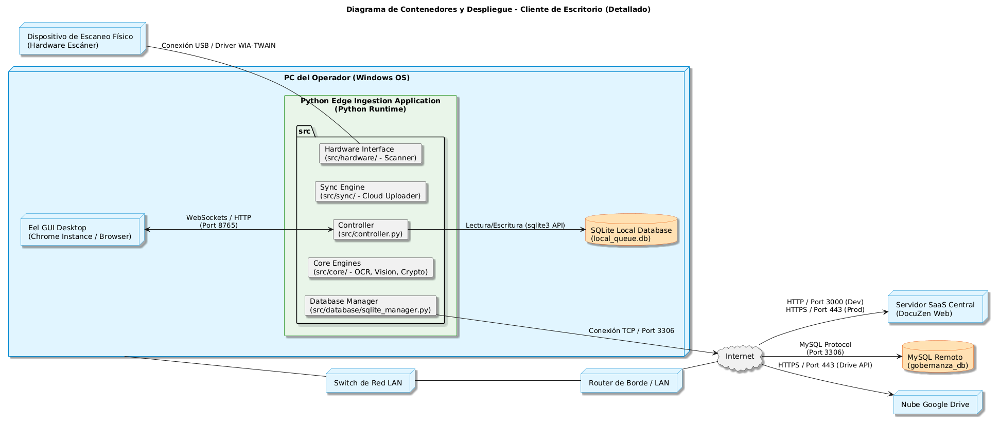 Diagrama de Contenedores y Despliegue - Cliente de Escritorio (Detallado)
Dispositivo de Escaneo Físico
(Hardware Escáner)
Conexión USB / Driver WIA-TWAIN
PC del Operador (Windows OS)
Python Edge Ingestion Application
(Python Runtime)
src
Hardware Interface
(src/hardware/ - Scanner)
Sync Engine
(src/sync/ - Cloud Uploader)
Eel GUI Desktop
(Chrome Instance / Browser)
WebSockets / HTTP
(Port 8765)
Controller
(src/controller.py)
Lectura/Escritura (sqlite3 API)
SQLite Local Database
(local_queue.db)
Core Engines
(src/core/ - OCR, Vision, Crypto)
Database Manager
(src/database/sqlite_manager.py)
Conexión TCP / Port 3306
Internet
HTTP / Port 3000 (Dev)
HTTPS / Port 443 (Prod)
Servidor SaaS Central
(DocuZen Web)
MySQL Protocol
(Port 3306)
MySQL Remoto
(gobernanza_db)
HTTPS / Port 443 (Drive API)
Nube Google Drive
Switch de Red LAN
Router de Borde / LAN